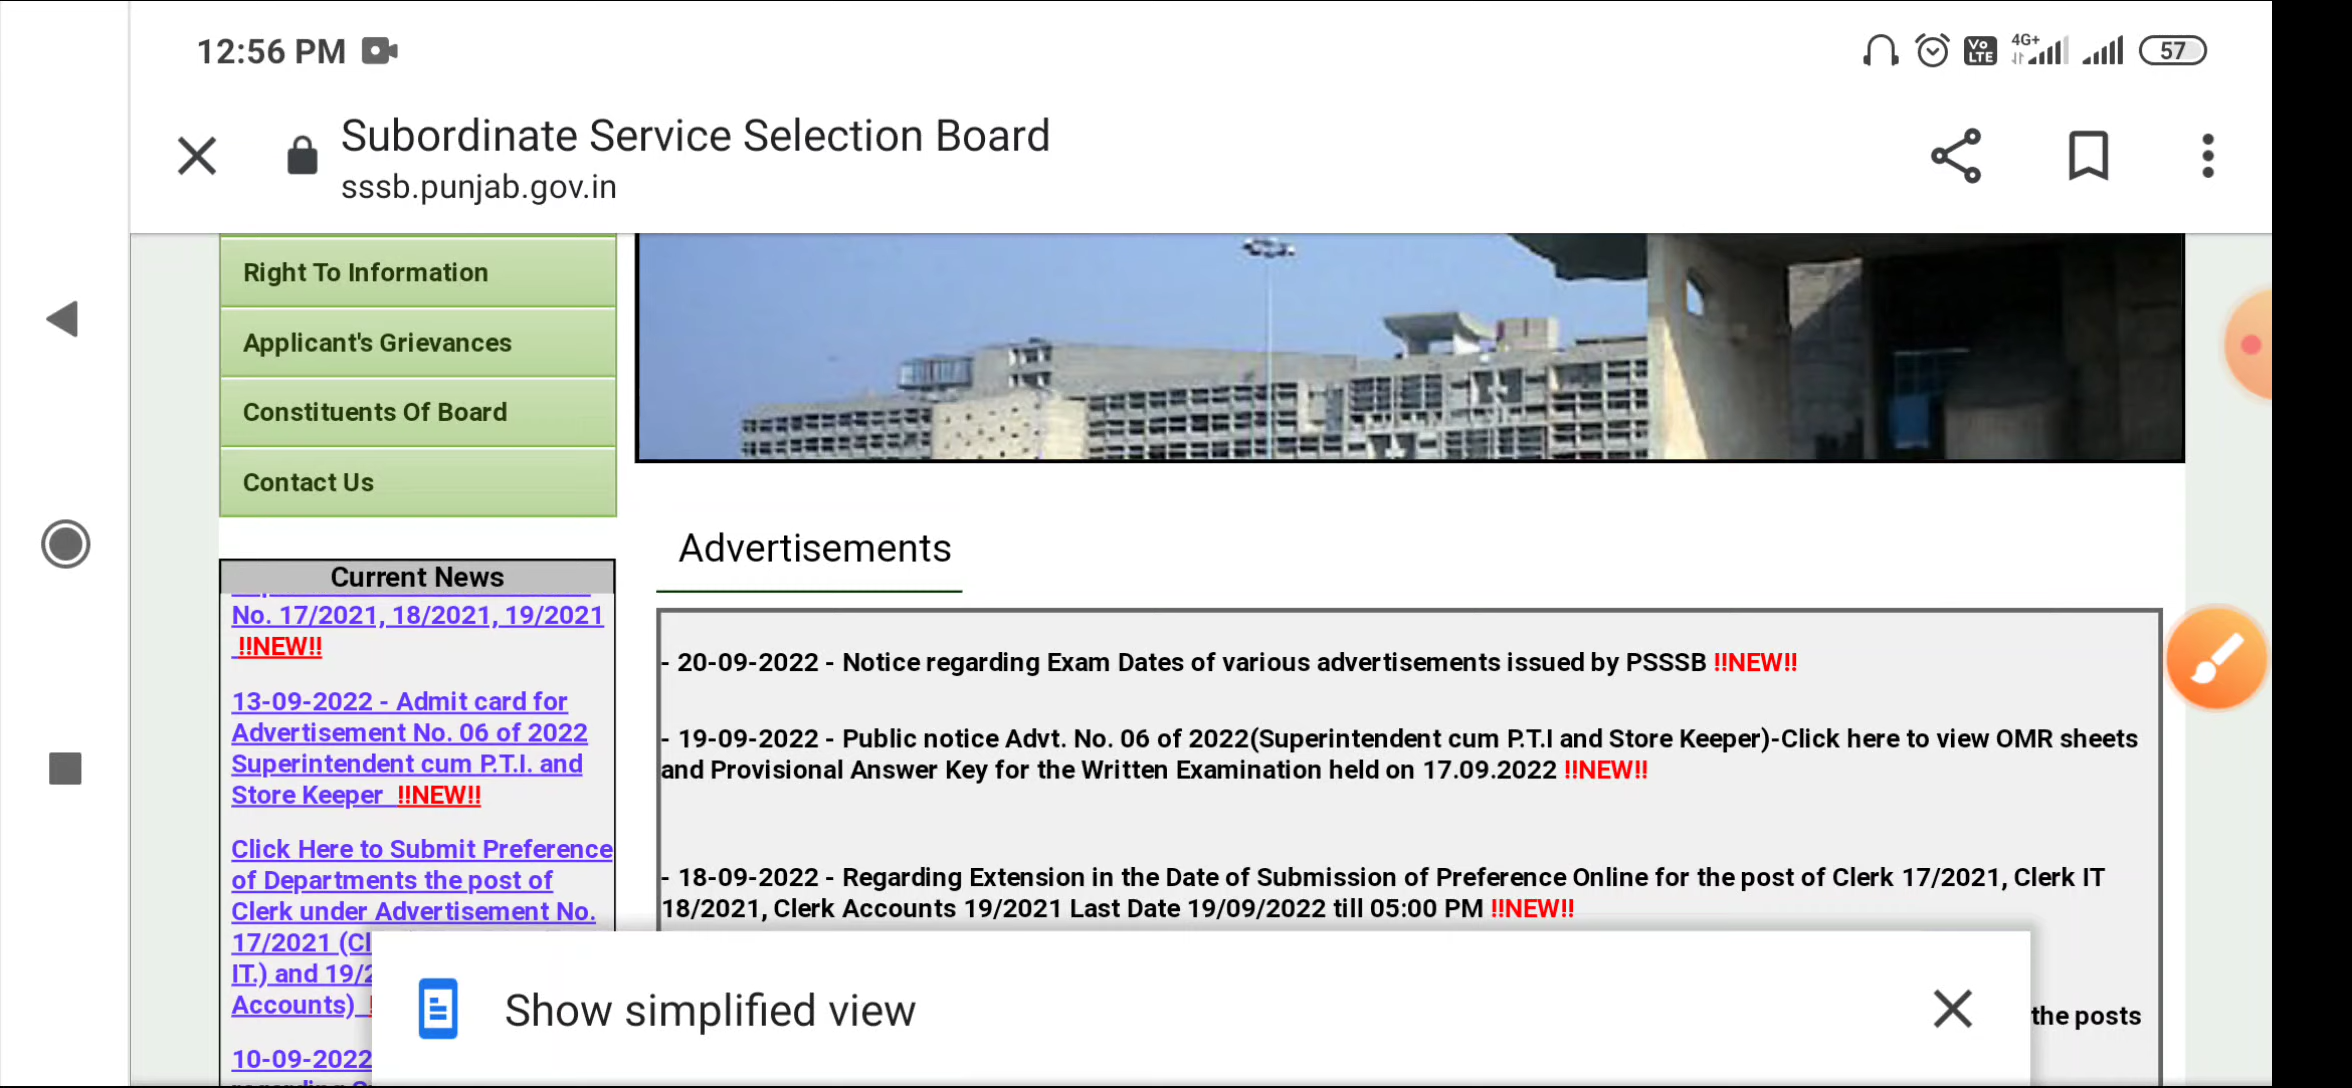 12:56 PM
Vo LTE
4G+
57
Subordinate Service Selection Board
sssb.punjab.gov.in
Right To Information
Applicant's Grievances
Constituents Of Board
Contact Us
Current News
No. 17/2021, 18/2021, 19/2021
!!NEW!!
13-09-2022 - Admit card for
Advertisement No. 06 of 2022
Superintendent cum P.T.I. and
Store Keeper !!NEW!!
Click Here to Submit Preference
of Departments the post of
Clerk under Advertisement No.
17/2021 (Cl
IT.) and 19/2
Accounts)
10-09-2022
Advertisements
- 20-09-2022 - Notice regarding Exam Dates of various advertisements issued by PSSSB !!NEW!!
- 19-09-2022 - Public notice Advt. No. 06 of 2022(Superintendent cum P.T.I and Store Keeper)-Click here to view OMR sheets
and Provisional Answer Key for the Written Examination held on 17.09.2022 !!NEW!!
- 18-09-2022 - Regarding Extension in the Date of Submission of Preference Online for the post of Clerk 17/2021, Clerk IT
18/2021, Clerk Accounts 19/2021 Last Date 19/09/2022 till 05:00 PM !!NEW!!
the posts
Show simplified view